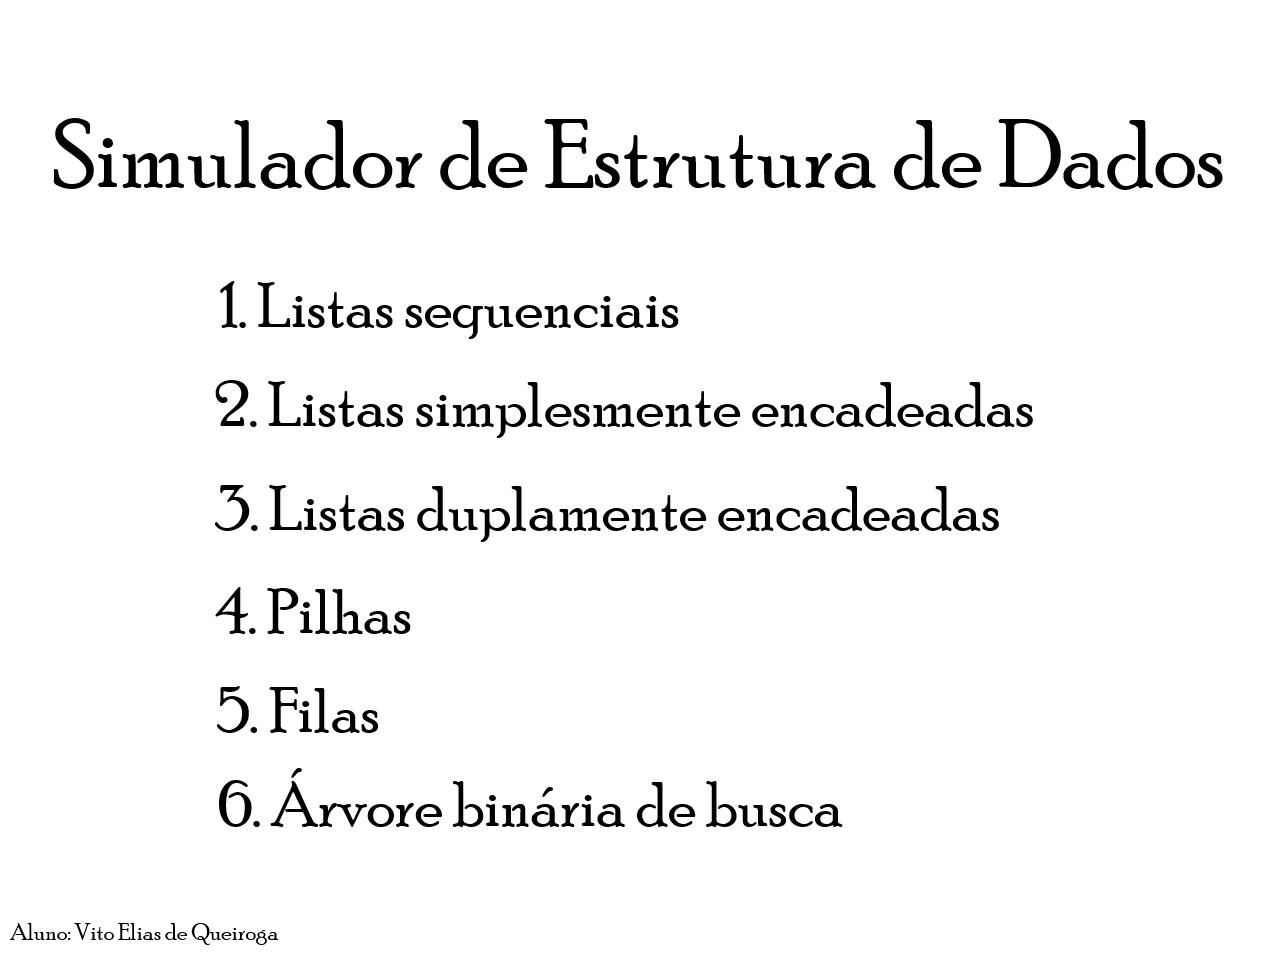 Simulador de Estrutura de Dados
1. Listas sequenciais
2. Listas simplesmente encadeadas
3. Listas duplamente encadeadas
4. Pilhas
5. Filas
6. Árvore binária de busca
Aluno: Vito Elias de Queiroga